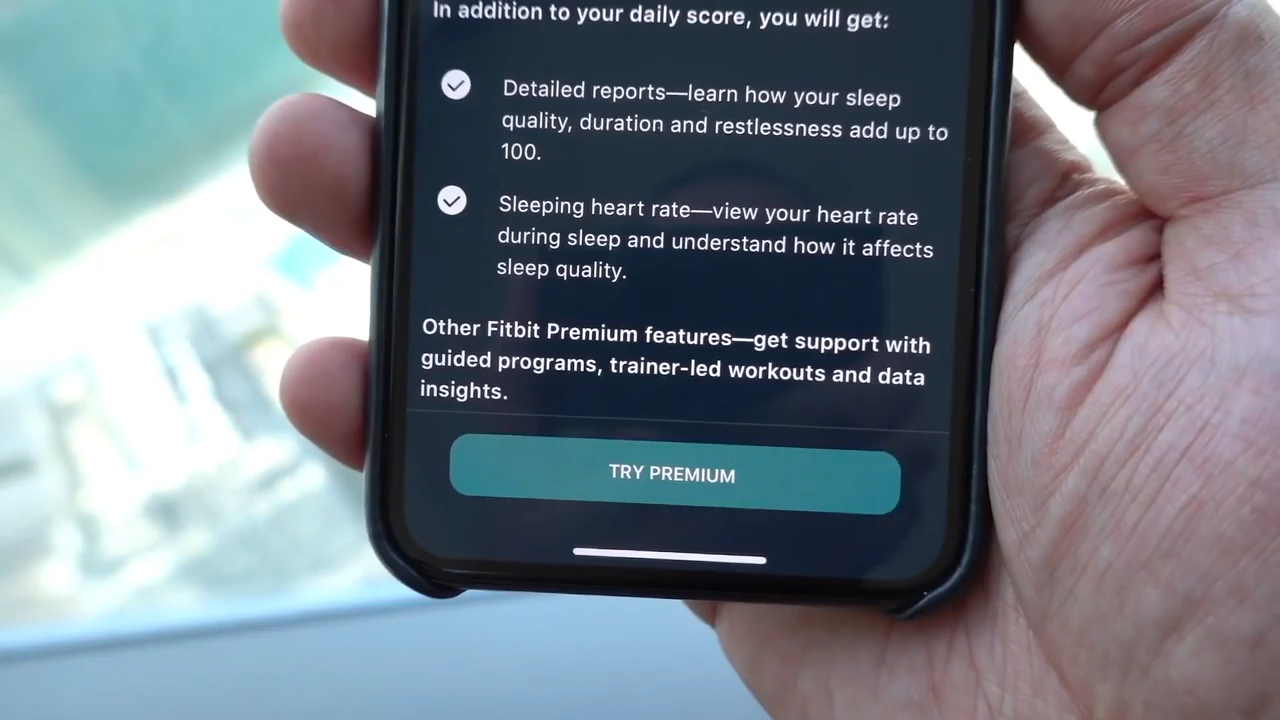 In addition to your daily score, you will get:
Detailed reports—learn how your sleep
quality, duration and restlessness add up to
100.
Sleeping heart rate—view your heart rate
during sleep and understand how it affects
sleep quality.
Other Fitbit Premium features—get support with
guided programs, trainer-led workouts and data
insights.
TRY PREMIUM